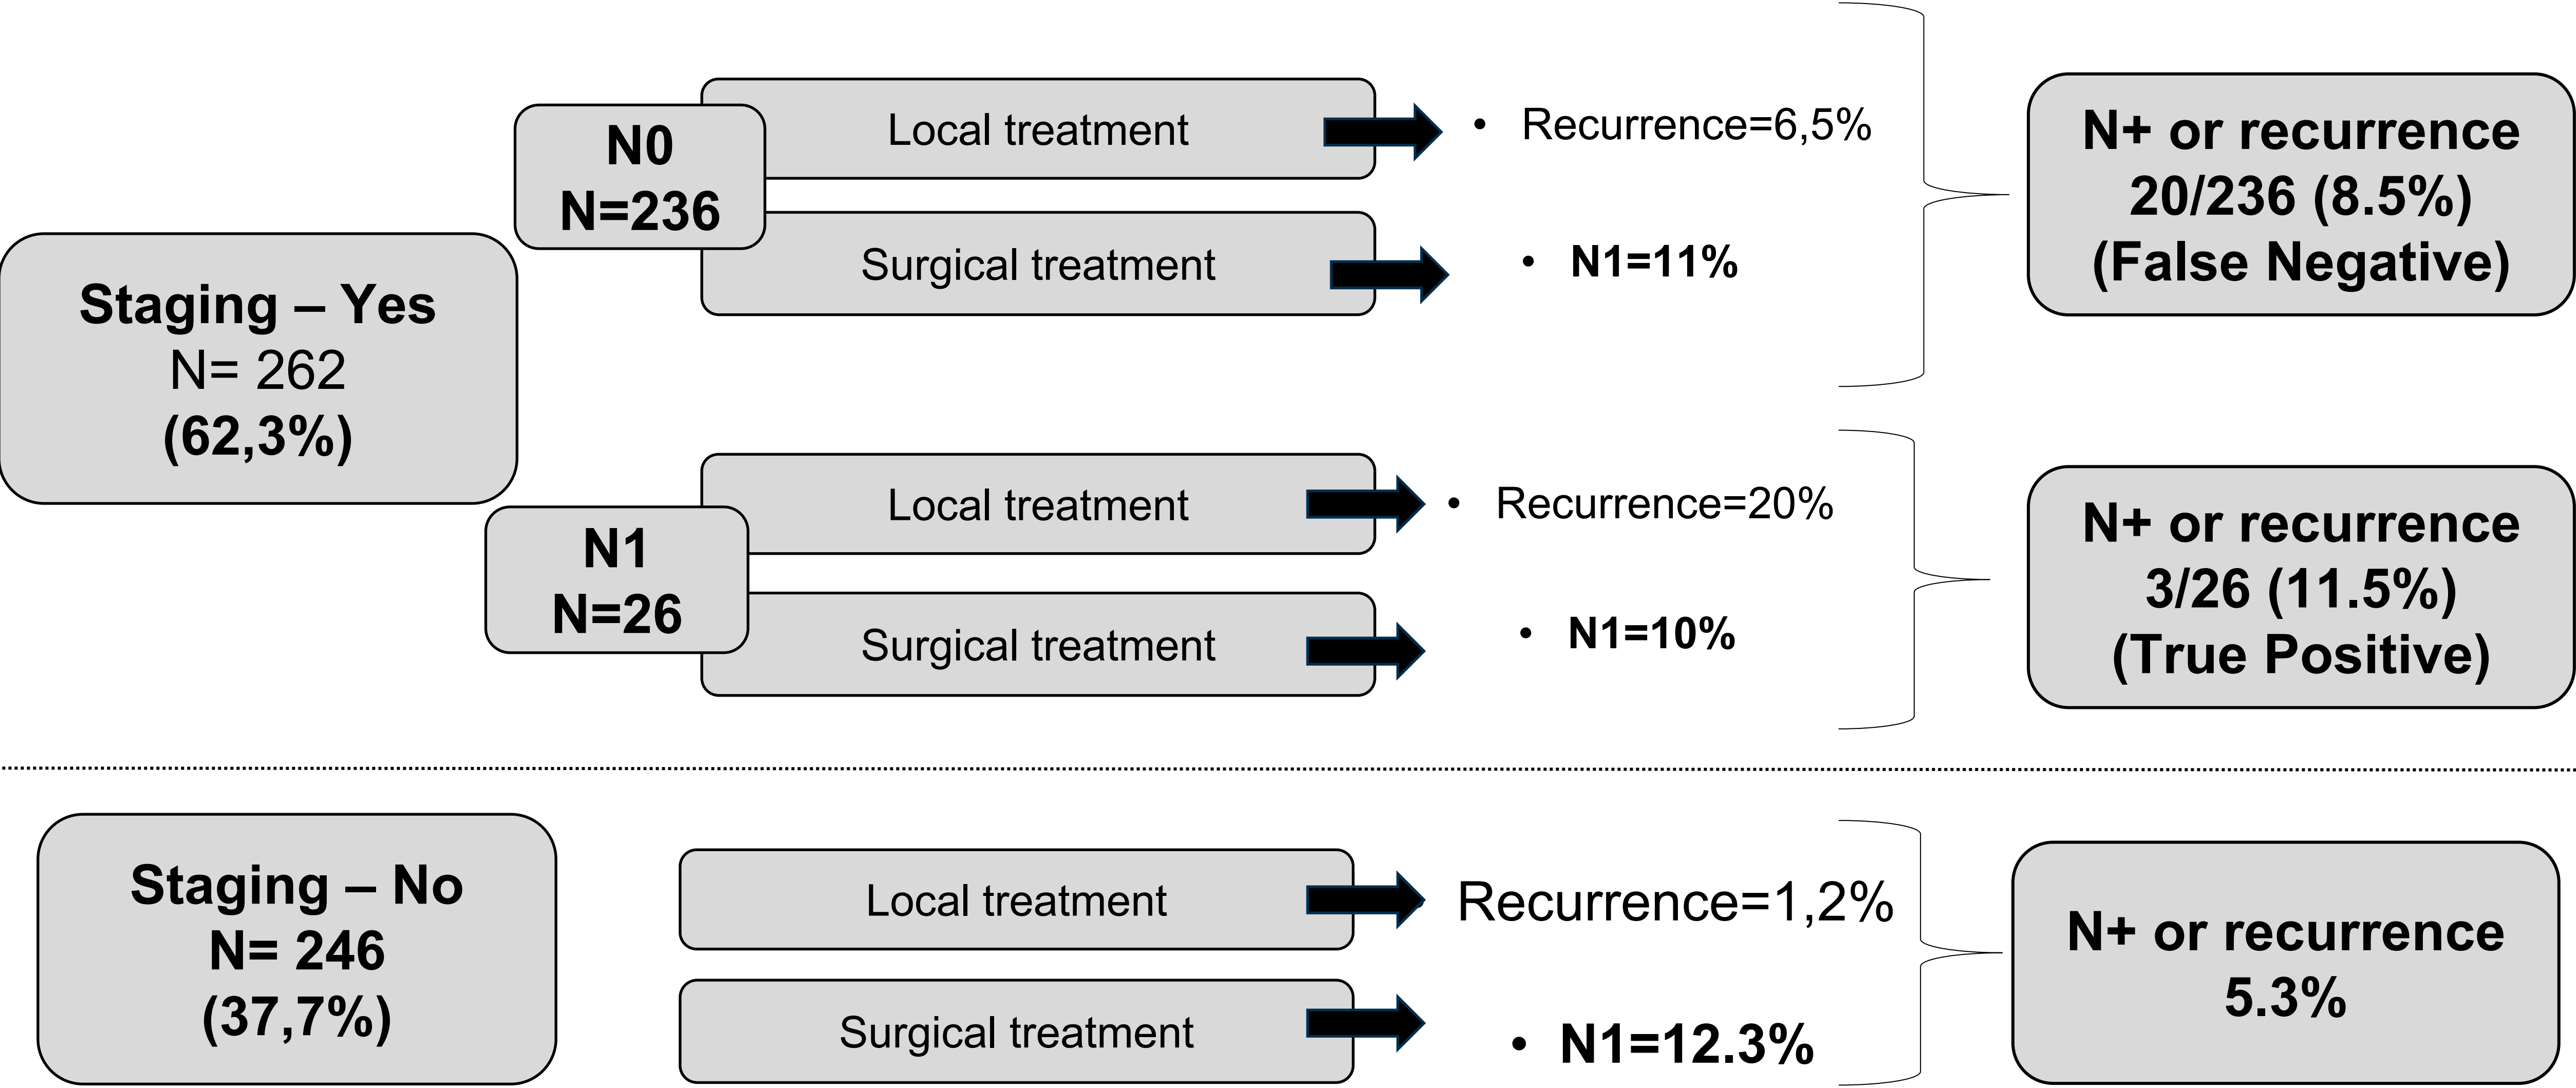 Staging – Yes
N= 262
(62,3%)
N0
N=236
Local treatment
• Recurrence=6,5%
Surgical treatment
• N1=11%
N+ or recurrence
20/236 (8.5%)
(False Negative)
N1
N=26
Local treatment
• Recurrence=20%
Surgical treatment
• N1=10%
N+ or recurrence
3/26 (11.5%)
(True Positive)
Staging – No
N= 246
(37,7%)
Local treatment
Recurrence=1,2%
Surgical treatment
• N1=12.3%
N+ or recurrence
5.3%